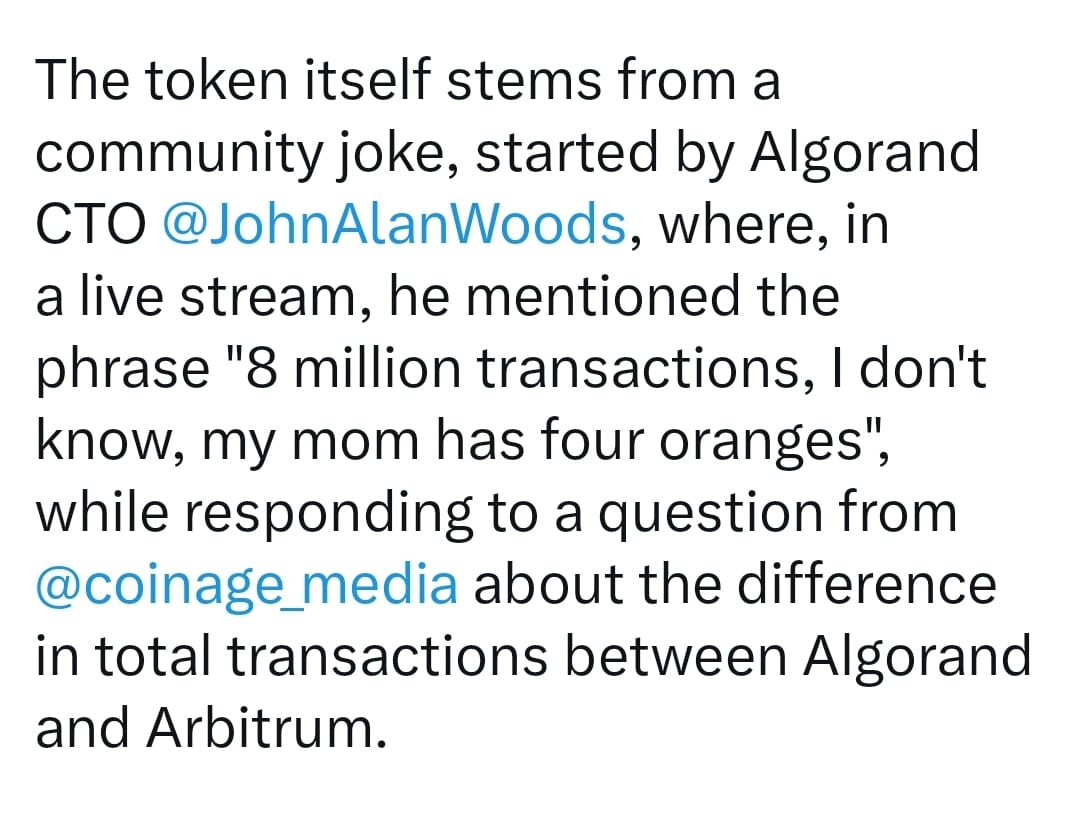 The token itself stems from a
community joke, started by Algorand
CTO @JohnAlanWoods, where, in
a live stream, he mentioned the
phrase "8 million transactions, I don't
know, my mom has four oranges",
while responding to a question from
@coinage_media about the difference
in total transactions between Algorand
and Arbitrum.